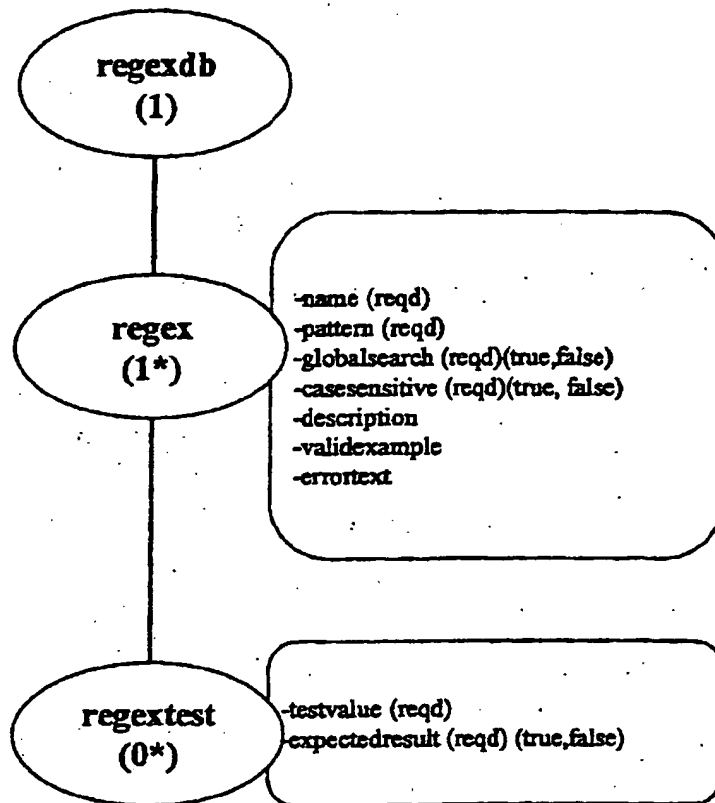 regexdb
(1)
regex
(1*)
-name (reqd)
-pattern (reqd)
-globalsearch (reqd)(true,false)
-casesensitive (reqd)(true, false)
-description
-validexample
-errortext
regextest
(0*)
-testvalue (reqd)
-expectedresult (reqd) (true,false)